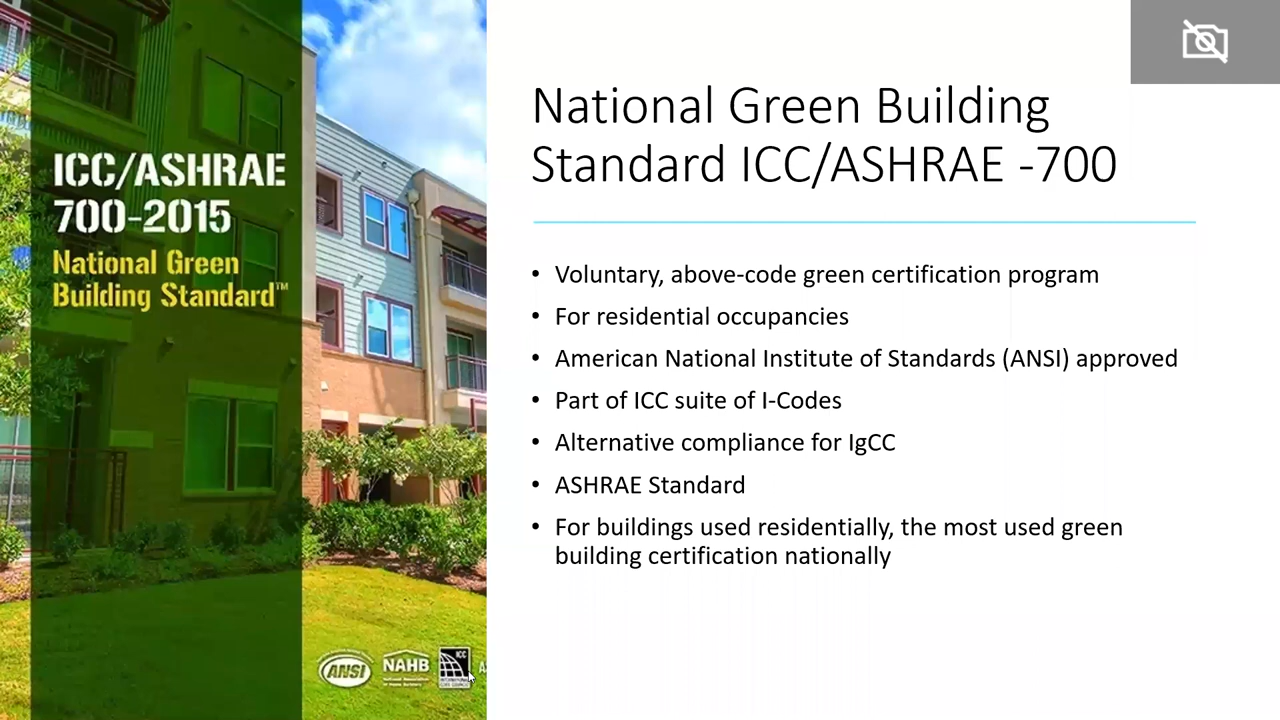 ICC/ASHRAE
700-2015
National Green
Building Standard™
ANSI
NAHB
ICC
National Green Building
Standard ICC/ASHRAE -700
• Voluntary, above-code green certification program
• For residential occupancies
• American National Institute of Standards (ANSI) approved
• Part of ICC suite of I-Codes
• Alternative compliance for IgCC
• ASHRAE Standard
• For buildings used residentially, the most used green
building certification nationally